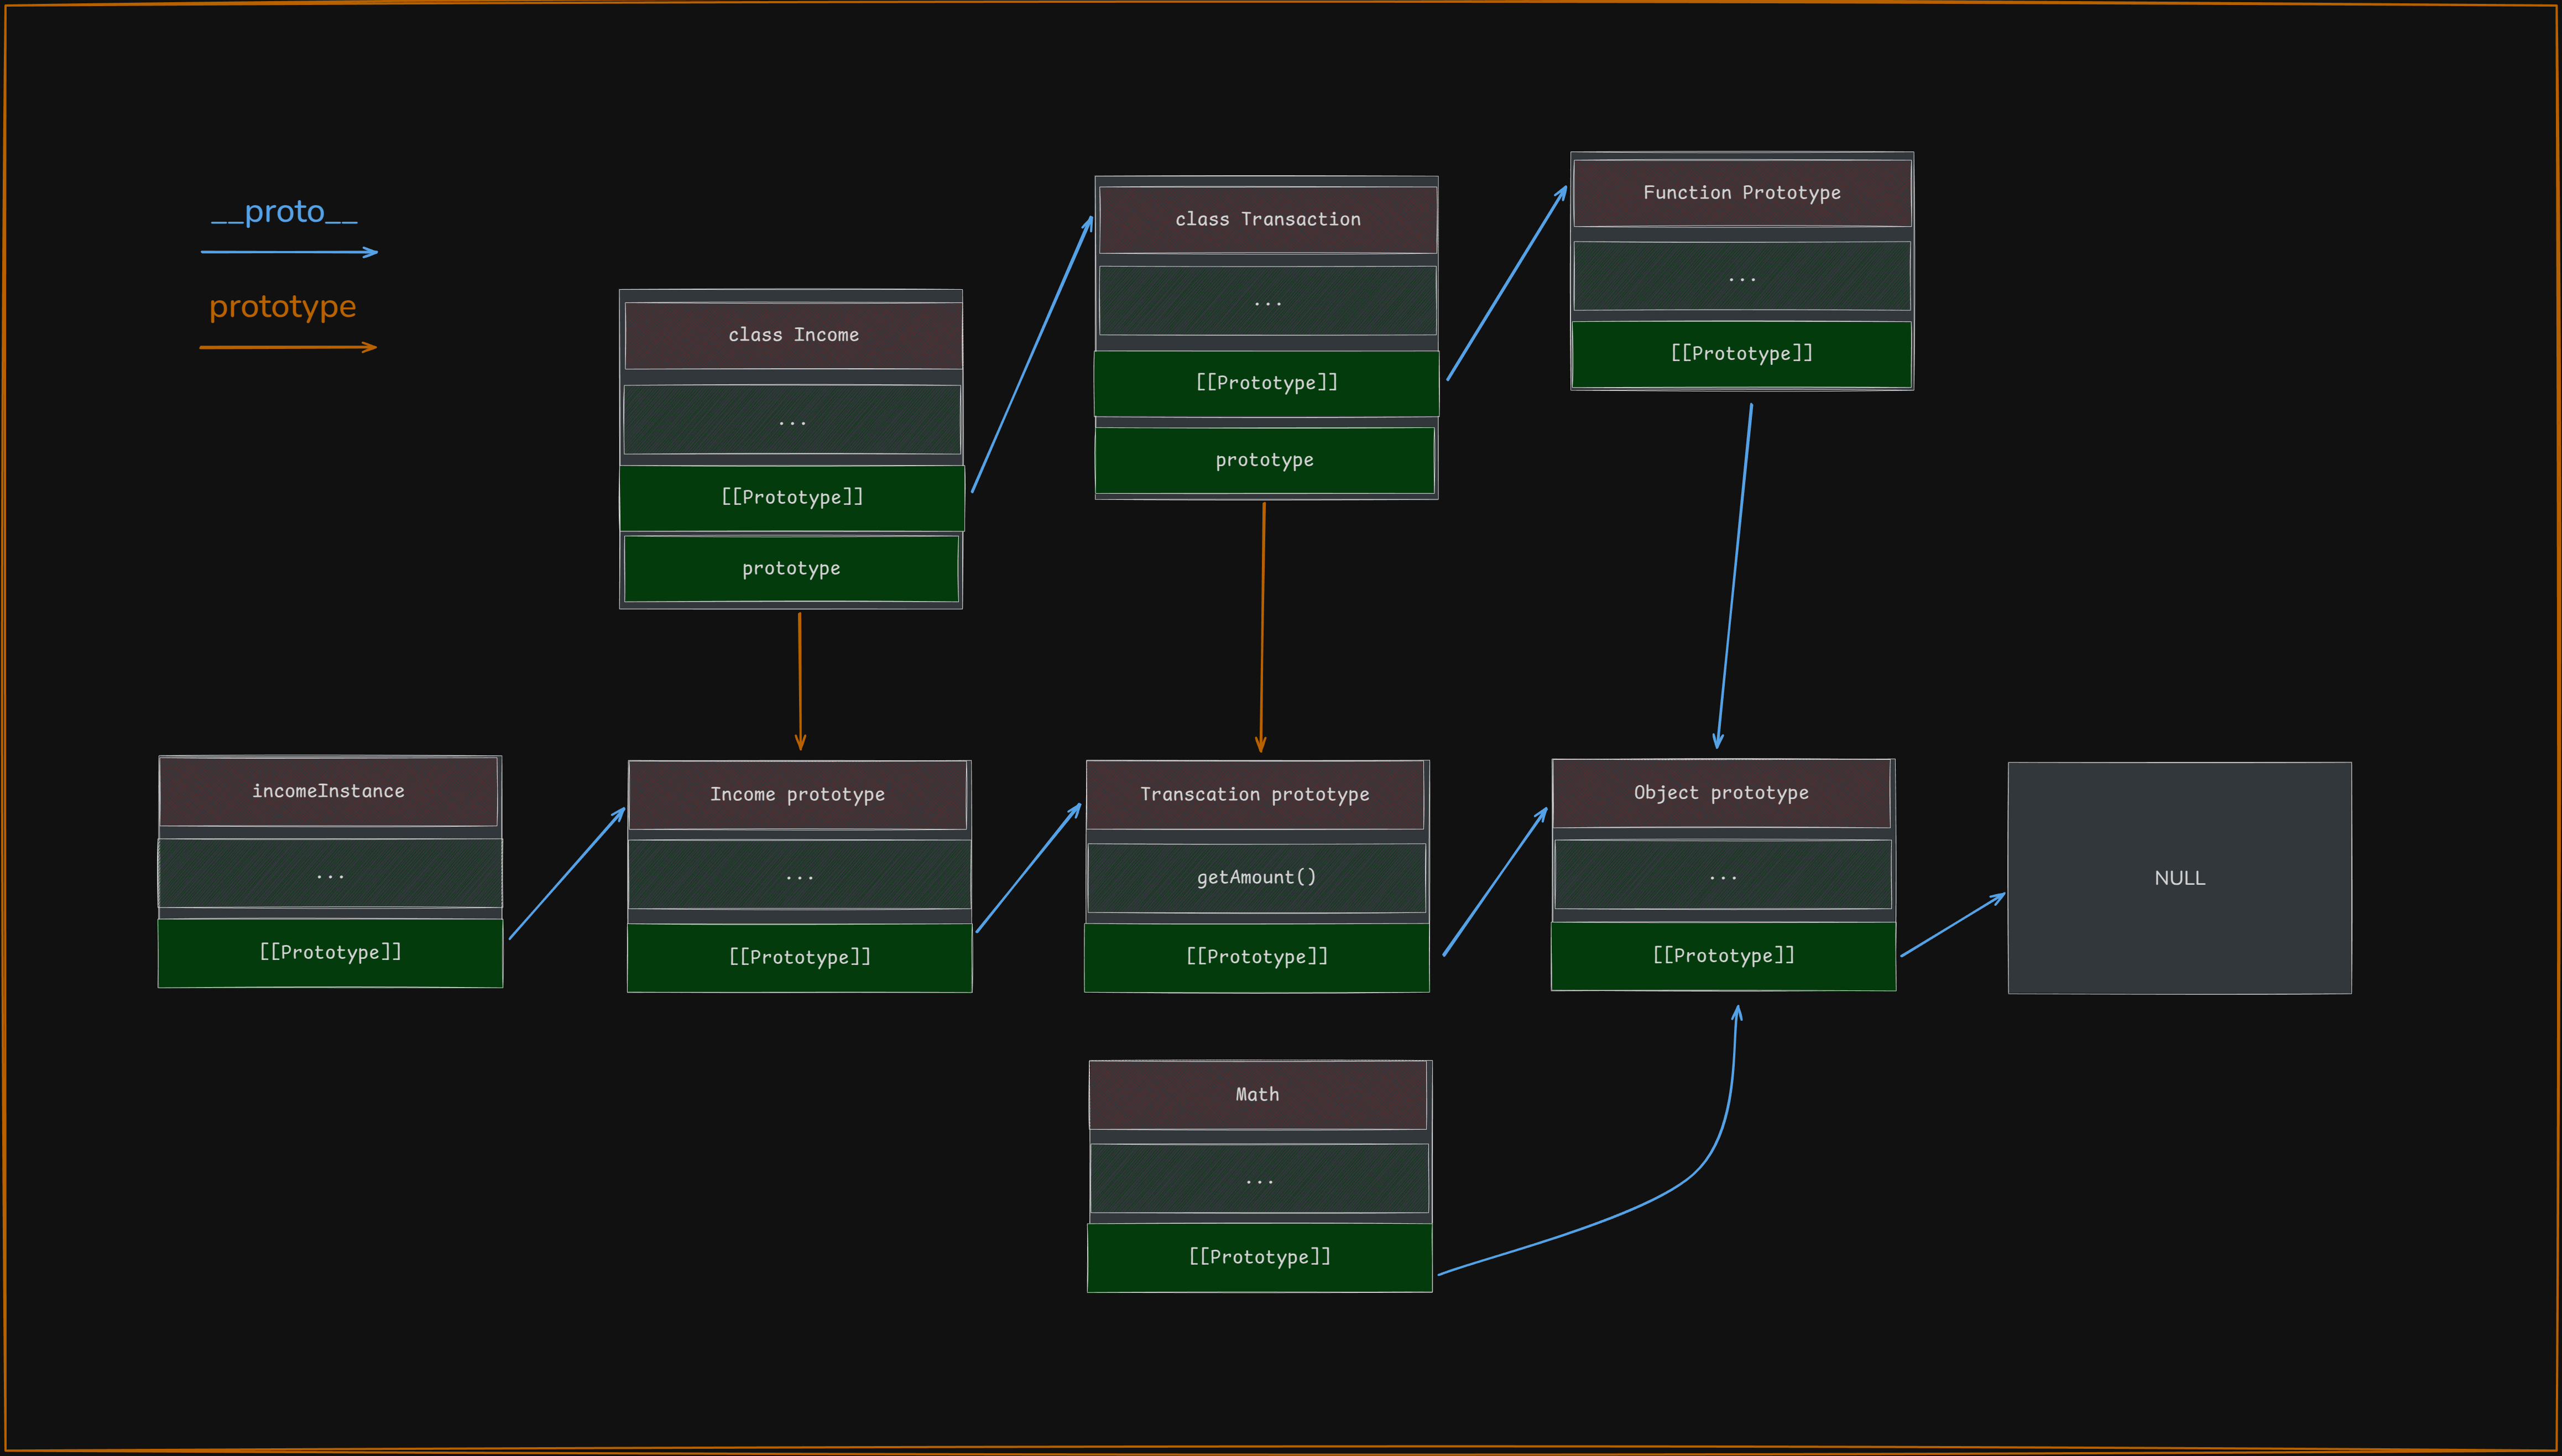 __proto__
prototype
class Income
...
[[Prototype]]
prototype
class Transaction
...
[[Prototype]]
prototype
Function Prototype
...
[[Prototype]]
incomeInstance
...
[[Prototype]]
Income prototype
...
[[Prototype]]
Transcation prototype
getAmount()
[[Prototype]]
Object prototype
...
[[Prototype]]
NULL
Math
...
[[Prototype]]